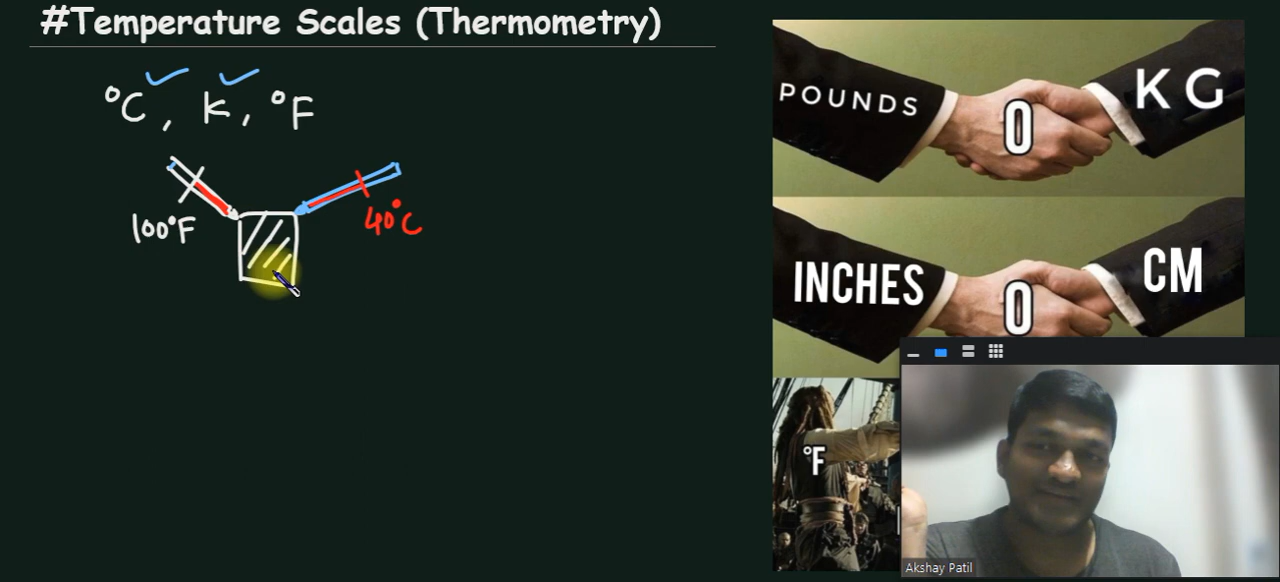 #Temperature Scales (Thermometry)
°C, K, °F
100°F
40°C
POUNDS
0
KG
INCHES
0
CM
°F
Akshay Patil